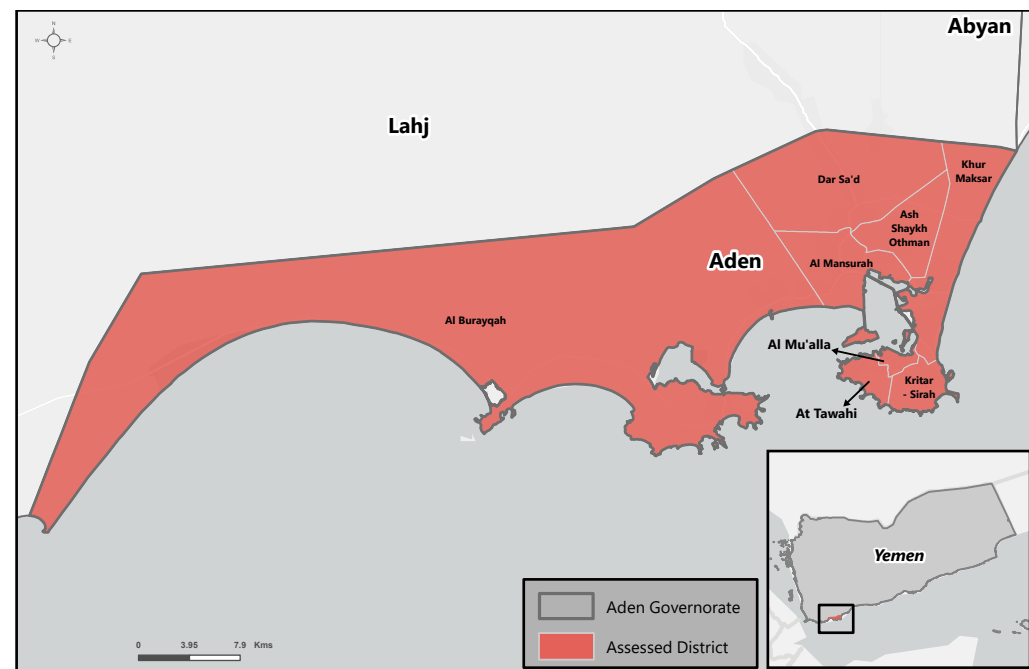 N
W E
S
Abyan
Lahj
Khur
Maksar
Dar Sa'd
Ash
Shaykh
Othman
Aden
Al Mansurah
Al Burayqah
Al Mu'alla
Kritar
- Sirah
At Tawahi
Yemen
Aden Governorate
Assessed District
0 3.95 7.9 Kms